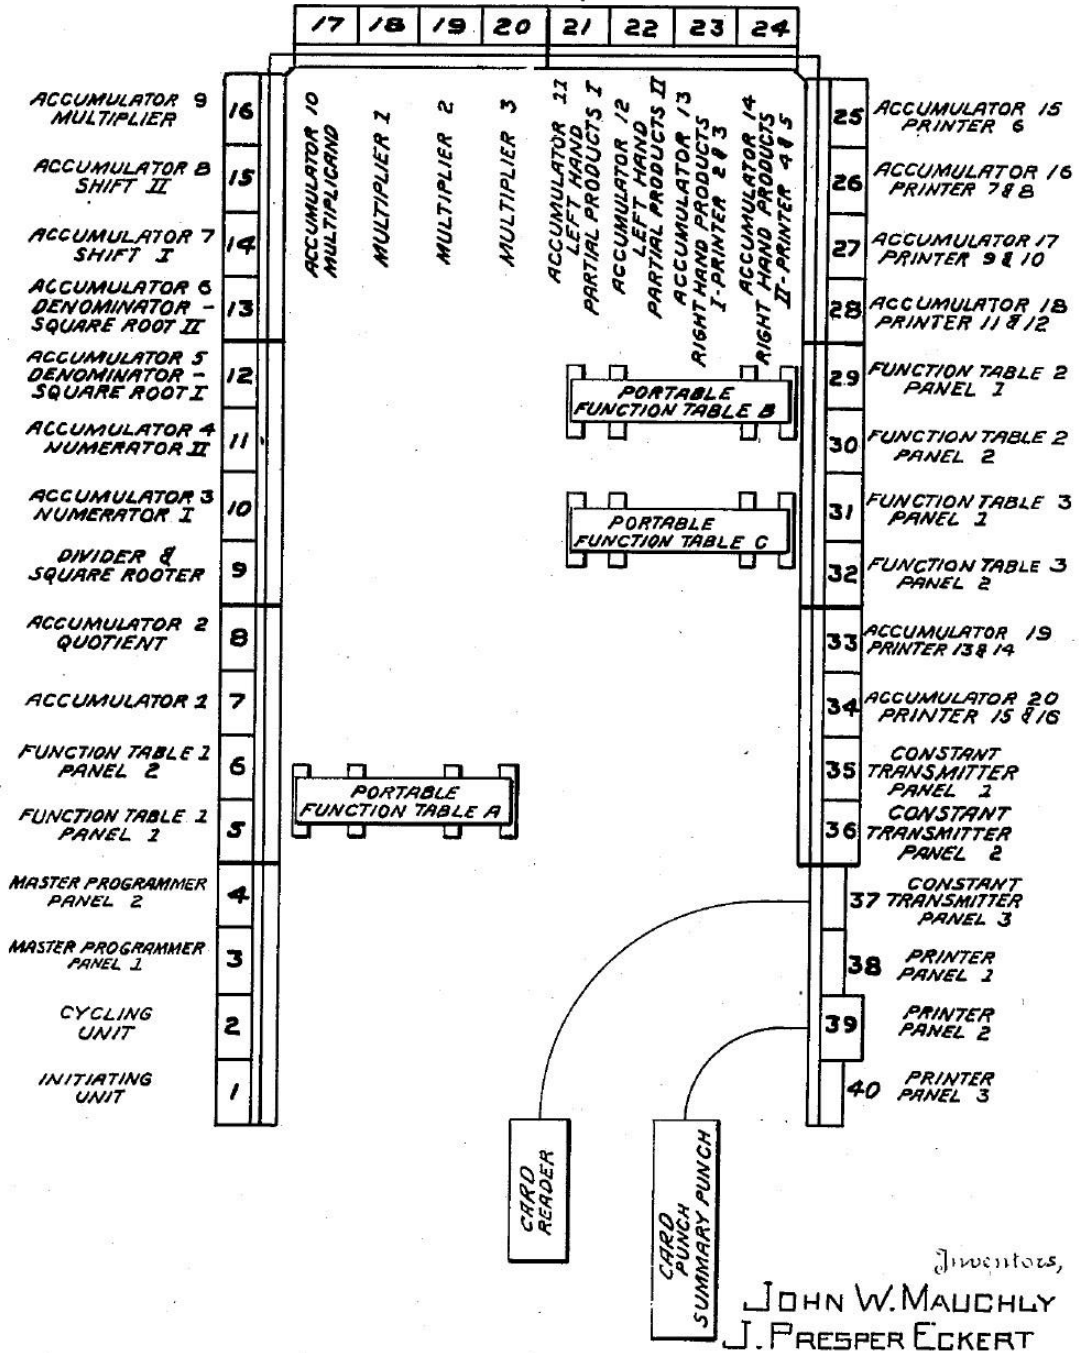 17 18 19 20 21 22 23 24
ACCUMULATOR 9
MULTIPLIER
16
ACCUMULATOR 8
SHIFT II
15
ACCUMULATOR 7
SHIFT I
14
ACCUMULATOR 6
DENOMINATOR -
SQUARE ROOT II
13
ACCUMULATOR 5
DENOMINATOR -
SQUARE ROOT I
12
ACCUMULATOR 4
NUMERATOR II
11
ACCUMULATOR 3
NUMERATOR I
10
DIVIDER &
SQUARE ROOTER
9
ACCUMULATOR 2
QUOTIENT
8
ACCUMULATOR 1
7
FUNCTION TABLE 1
PANEL 2
6
FUNCTION TABLE 1
PANEL 1
5
MASTER PROGRAMMER
PANEL 2
4
MASTER PROGRAMMER
PANEL 1
3
CYCLING
UNIT
2
INITIATING
UNIT
1
ACCUMULATOR 10
MULTIPLICAND
MULTIPLIER 1
MULTIPLIER 2
MULTIPLIER 3
ACCUMULATOR 11
LEFT HAND
PARTIAL PRODUCTS I
ACCUMULATOR 12
LEFT HAND
PARTIAL PRODUCTS II
ACCUMULATOR 13
RIGHT HAND PRODUCTS
I-PRINTER 2 & 3
ACCUMULATOR 14
RIGHT HAND PRODUCTS
II-PRINTER 4 & 5
PORTABLE
FUNCTION TABLE B
PORTABLE
FUNCTION TABLE C
PORTABLE
FUNCTION TABLE A
25
ACCUMULATOR 15
PRINTER 6
26
ACCUMULATOR 16
PRINTER 7 & 8
27
ACCUMULATOR 17
PRINTER 9 & 10
28
ACCUMULATOR 18
PRINTER 11 & 12
29
FUNCTION TABLE 2
PANEL 1
30
FUNCTION TABLE 2
PANEL 2
31
FUNCTION TABLE 3
PANEL 1
32
FUNCTION TABLE 3
PANEL 2
33
ACCUMULATOR 19
PRINTER 13 & 14
34
ACCUMULATOR 20
PRINTER 15 & 16
35
CONSTANT
TRANSMITTER
PANEL 1
36
CONSTANT
TRANSMITTER
PANEL 2
37
CONSTANT
TRANSMITTER
PANEL 3
38
PRINTER
PANEL 1
39
PRINTER
PANEL 2
40
PRINTER
PANEL 3
CARD
READER
CARD
PUNCH
SUMMARY PUNCH
Inventors,
JOHN W. MAUCHLY
J. PRESPER ECKERT